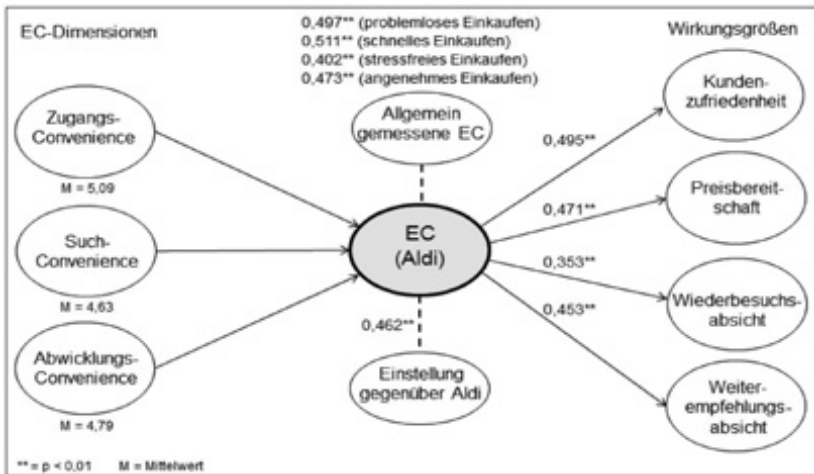 EC-Dimensionen
0,497** (problemloses Einkaufen)
0,511** (schnelles Einkaufen)
0,402** (stressfreies Einkaufen)
0,473** (angenehmes Einkaufen)
Wirkungsgrößen
Zugangs-
Convenience
M = 5,09
Such-
Convenience
M = 4,63
Abwicklungs-
Convenience
M = 4,79
Allgemein
gemessene EC
EC
(Aldi)
0,462**
Einstellung
gegenüber Aldi
0,495**
0,471**
0,353**
0,453**
Kunden-
zufriedenheit
Preisbereit-
schaft
Wiederbesuchs-
absicht
Weiter-
empfehlungs-
absicht
** = p < 0,01 M = Mittelwert